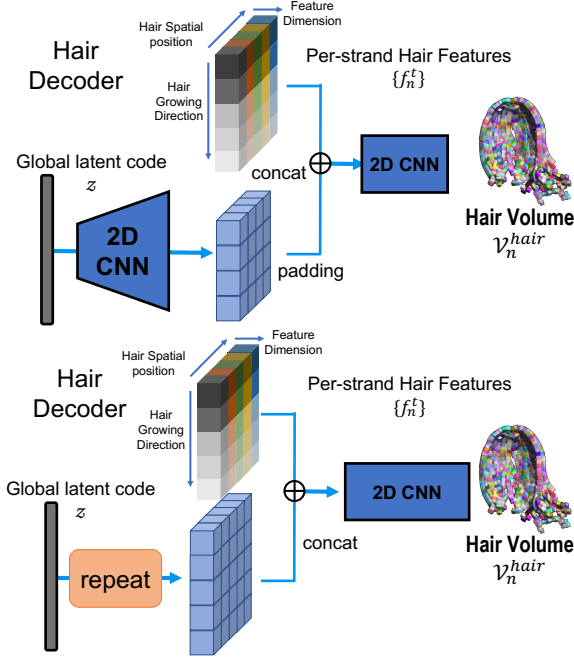 Hair Spatial
position
Feature
Dimension
Hair
Decoder
Hair
Growing
Direction
Per-strand Hair Features
{f_n^t}
Global latent code
z
concat
2D CNN
2D
CNN
padding
Hair Volume
𝒱_n^{hair}
Hair Spatial
position
Feature
Dimension
Hair
Decoder
Hair
Growing
Direction
Per-strand Hair Features
{f_n^t}
Global latent code
z
2D CNN
concat
repeat
Hair Volume
𝒱_n^{hair}